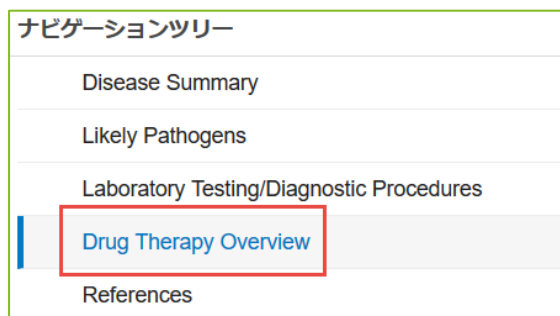 ナビゲーションツリー
Disease Summary
Likely Pathogens
Laboratory Testing/Diagnostic Procedures
Drug Therapy Overview
References